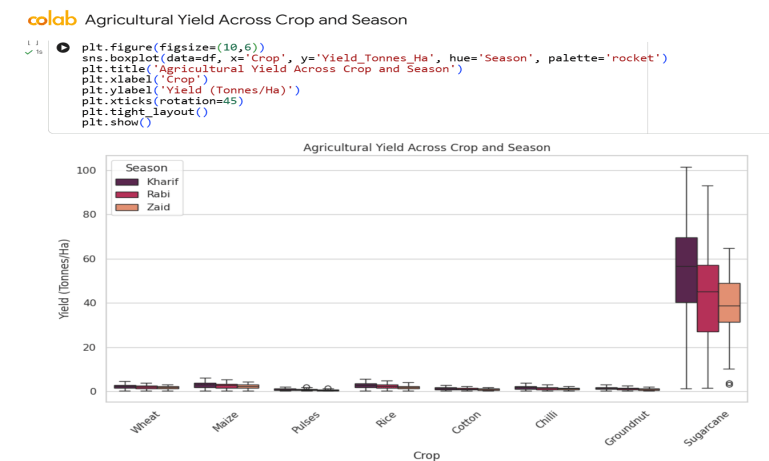 colab Agricultural Yield Across Crop and Season
[ ]
✓ 1s
plt.figure(figsize=(10,6))
sns.boxplot(data=df, x='Crop', y='Yield_Tonnes_Ha', hue='Season', palette='rocket')
plt.title('Agricultural Yield Across Crop and Season')
plt.xlabel('Crop')
plt.ylabel('Yield (Tonnes/Ha)')
plt.xticks(rotation=45)
plt.tight_layout()
plt.show()
Agricultural Yield Across Crop and Season
Season
Kharif
Rabi
Zaid
Yield (Tonnes/Ha)
100
80
60
40
20
0
Wheat
Maize
Pulses
Rice
Cotton
Chilli
Groundnut
Sugarcane
Crop